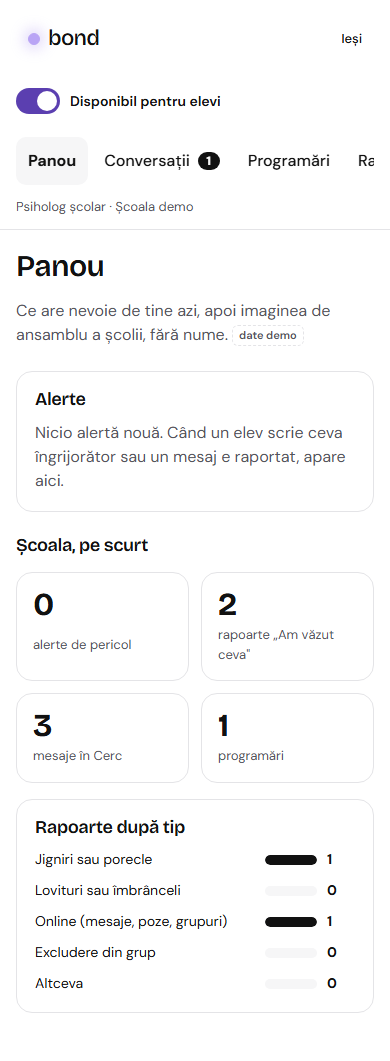 bond
Ieși
Disponibil pentru elevi
Panou
Conversații 1
Programări
Ra
Psiholog școlar · Școala demo
Panou
Ce are nevoie de tine azi, apoi imaginea de
ansamblu a școlii, fără nume. date demo
Alerte
Nicio alertă nouă. Când un elev scrie ceva
îngrijorător sau un mesaj e raportat, apare
aici.
Școala, pe scurt
0
alerte de pericol
2
rapoarte „Am văzut
ceva"
3
mesaje în Cerc
1
programări
Rapoarte după tip
Jigniri sau porecle 1
Lovituri sau îmbrânceli 0
Online (mesaje, poze, grupuri) 1
Excludere din grup 0
Altceva 0